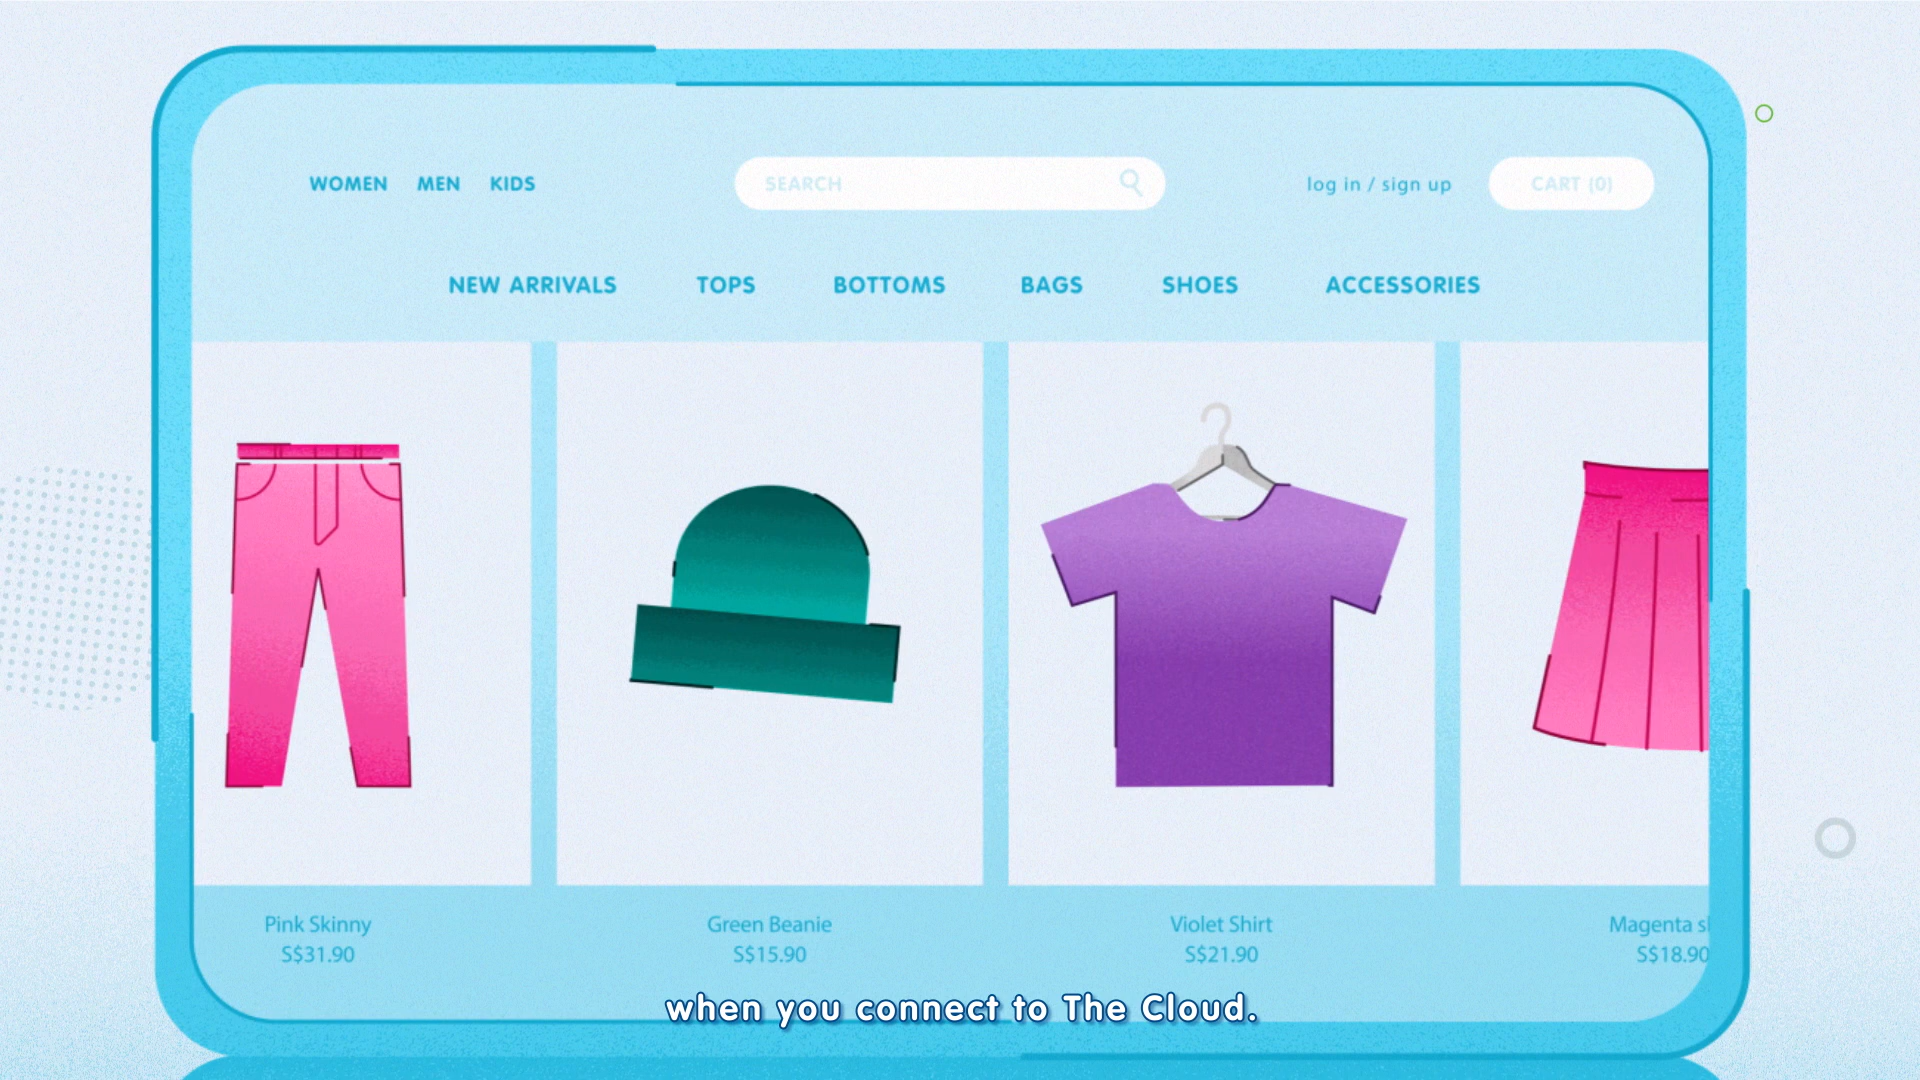 WOMEN MEN KIDS
SEARCH
log in / sign up
CART (0)
NEW ARRIVALS TOPS BOTTOMS BAGS SHOES ACCESSORIES
Pink Skinny
S$31.90
Green Beanie
S$15.90
Violet Shirt
S$21.90
Magenta
S$18.90
when you connect to The Cloud.